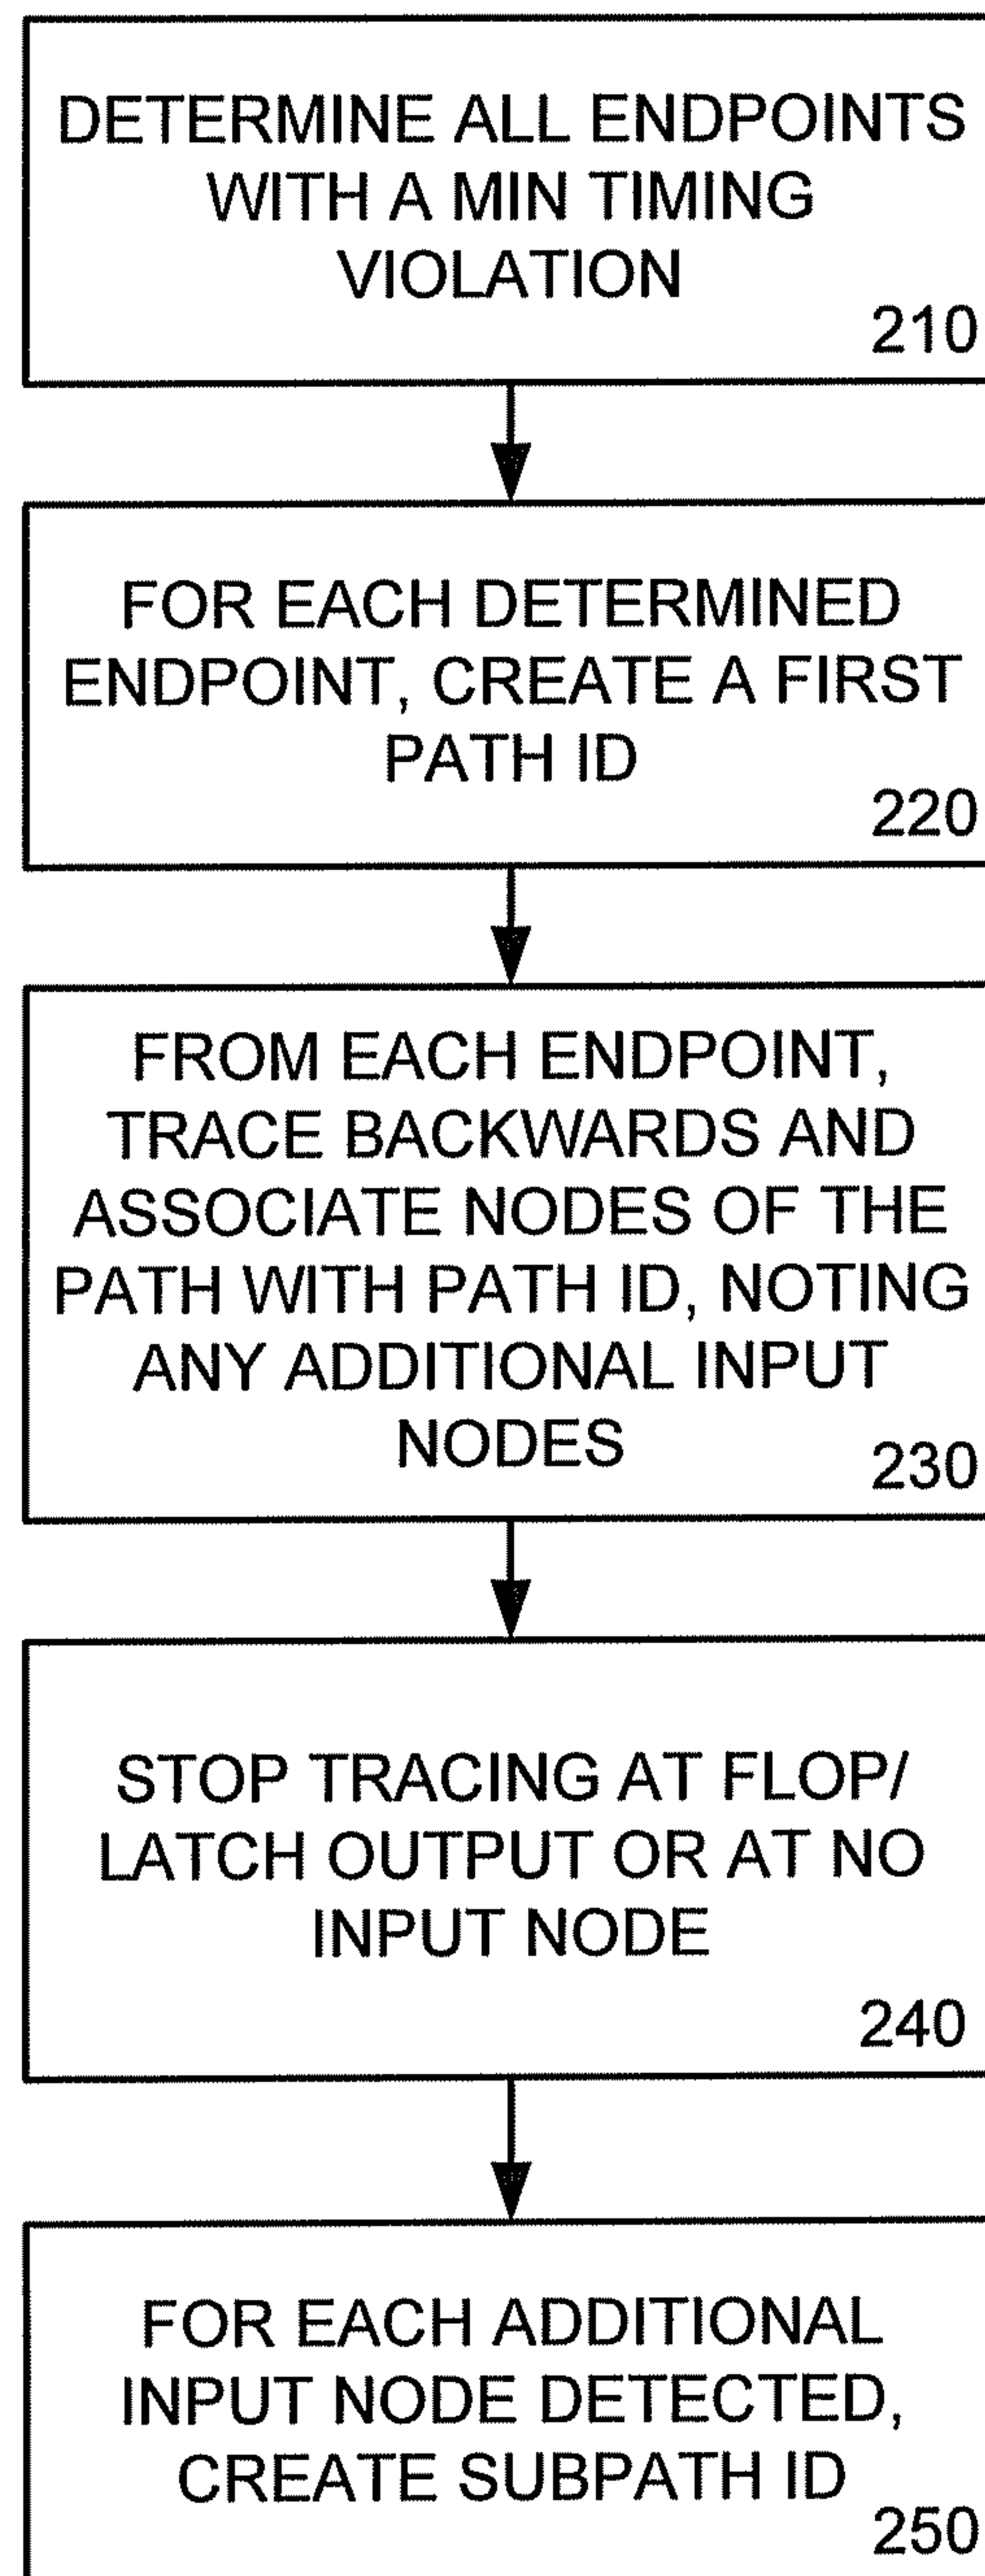 DETERMINE ALL ENDPOINTS
WITH A MIN TIMING
VIOLATION
210
FOR EACH DETERMINED
ENDPOINT, CREATE A FIRST
PATH ID
220
FROM EACH ENDPOINT,
TRACE BACKWARDS AND
ASSOCIATE NODES OF THE
PATH WITH PATH ID, NOTING
ANY ADDITIONAL INPUT
NODES
230
STOP TRACING AT FLOP/
LATCH OUTPUT OR AT NO
INPUT NODE
240
FOR EACH ADDITIONAL
INPUT NODE DETECTED,
CREATE SUBPATH ID
250